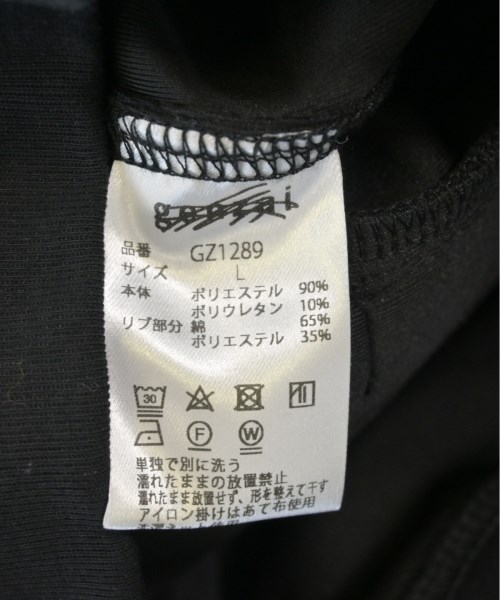 品番 GZ1289
サイズ L
本体 ポリエステル 90%
ポリウレタン 10%
リブ部分 綿 65%
ポリエステル 35%
30
F W
単独で別に洗う
濡れたままの放置禁止
濡れたまま放置せず、形を整えて干す
アイロン掛けはあて布使用